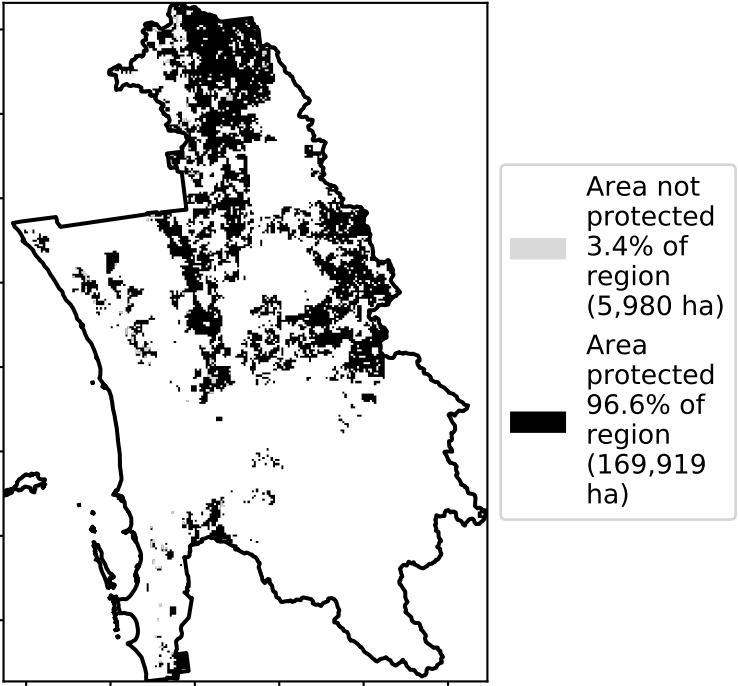 Area not
protected
3.4% of
region
(5,980 ha)
Area
protected
96.6% of
region
(169,919
ha)